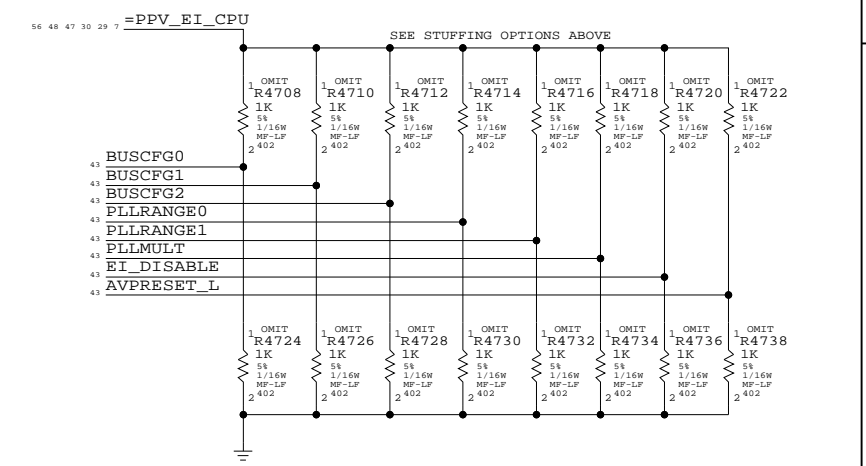 56 48 47 30 29 7 =PPV_EI_CPU
SEE STUFFING OPTIONS ABOVE
1 OMIT 1 OMIT 1 OMIT 1 OMIT 1 OMIT 1 OMIT 1 OMIT 1 OMIT
R4708 R4710 R4712 R4714 R4716 R4718 R4720 R4722
1K 1K 1K 1K 1K 1K 1K 1K
5% 5% 5% 5% 5% 5% 5% 5%
1/16W 1/16W 1/16W 1/16W 1/16W 1/16W 1/16W 1/16W
MF-LF MF-LF MF-LF MF-LF MF-LF MF-LF MF-LF MF-LF
2 402 2 402 2 402 2 402 2 402 2 402 2 402 2 402
43 BUSCFG0
43 BUSCFG1
43 BUSCFG2
43 PLLRANGE0
43 PLLRANGE1
43 PLLMULT
43 EI_DISABLE
43 AVPRESET_L
1 OMIT 1 OMIT 1 OMIT 1 OMIT 1 OMIT 1 OMIT 1 OMIT 1 OMIT
R4724 R4726 R4728 R4730 R4732 R4734 R4736 R4738
1K 1K 1K 1K 1K 1K 1K 1K
5% 5% 5% 5% 5% 5% 5% 5%
1/16W 1/16W 1/16W 1/16W 1/16W 1/16W 1/16W 1/16W
MF-LF MF-LF MF-LF MF-LF MF-LF MF-LF MF-LF MF-LF
2 402 2 402 2 402 2 402 2 402 2 402 2 402 2 402